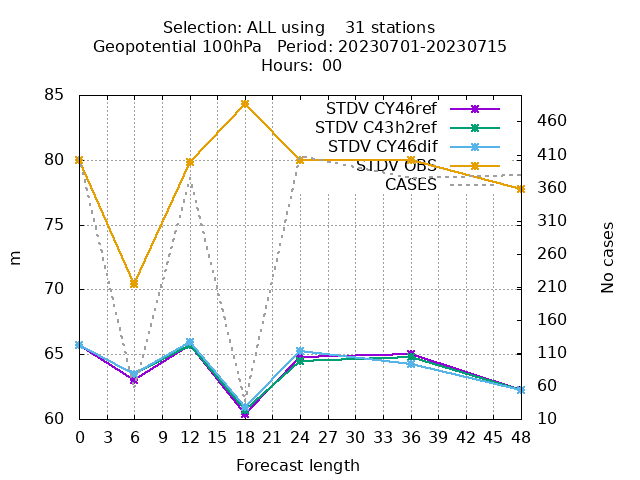 Selection: ALL using    31 stations
Geopotential 100hPa   Period: 20230701-20230715
Hours: 00
85
80
75
70
65
60
m
STDV CY46ref
STDV C43h2ref
STDV CY46dif
STDV OBS
CASES
460
410
360
310
260
210
160
110
60
10
No cases
0 3 6 9 12 15 18 21 24 27 30 33 36 39 42 45 48
Forecast length